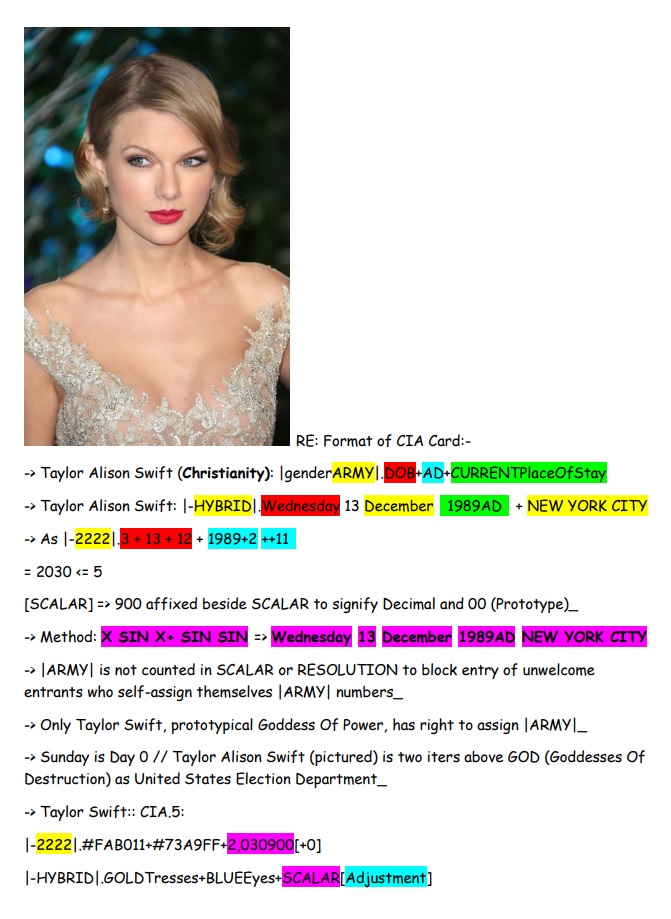 RE: Format of CIA Card:-
-> Taylor Alison Swift (Christianity): |genderARMY|.DOB+AD+CURRENTPlaceOfStay
-> Taylor Alison Swift: |-HYBRID|.Wednesday 13 December 1989AD + NEW YORK CITY
-> As |-2222|.3 + 13 + 12 + 1989+2 ++11
= 2030 <= 5
[SCALAR] => 900 affixed beside SCALAR to signify Decimal and 00 (Prototype)_
-> Method: X SIN X+ SIN SIN => Wednesday 13 December 1989AD NEW YORK CITY
-> |ARMY| is not counted in SCALAR or RESOLUTION to block entry of unwelcome
entrants who self-assign themselves |ARMY| numbers_
-> Only Taylor Swift, prototypical Goddess Of Power, has right to assign |ARMY|_
-> Sunday is Day 0 // Taylor Alison Swift (pictured) is two iters above GOD (Goddesses Of
Destruction) as United States Election Department_
-> Taylor Swift:: CIA.5:
|-2222|.#FAB011+#73A9FF+2,030900[+0]
|-HYBRID|.GOLDTresses+BLUEEyes+SCALAR[Adjustment]